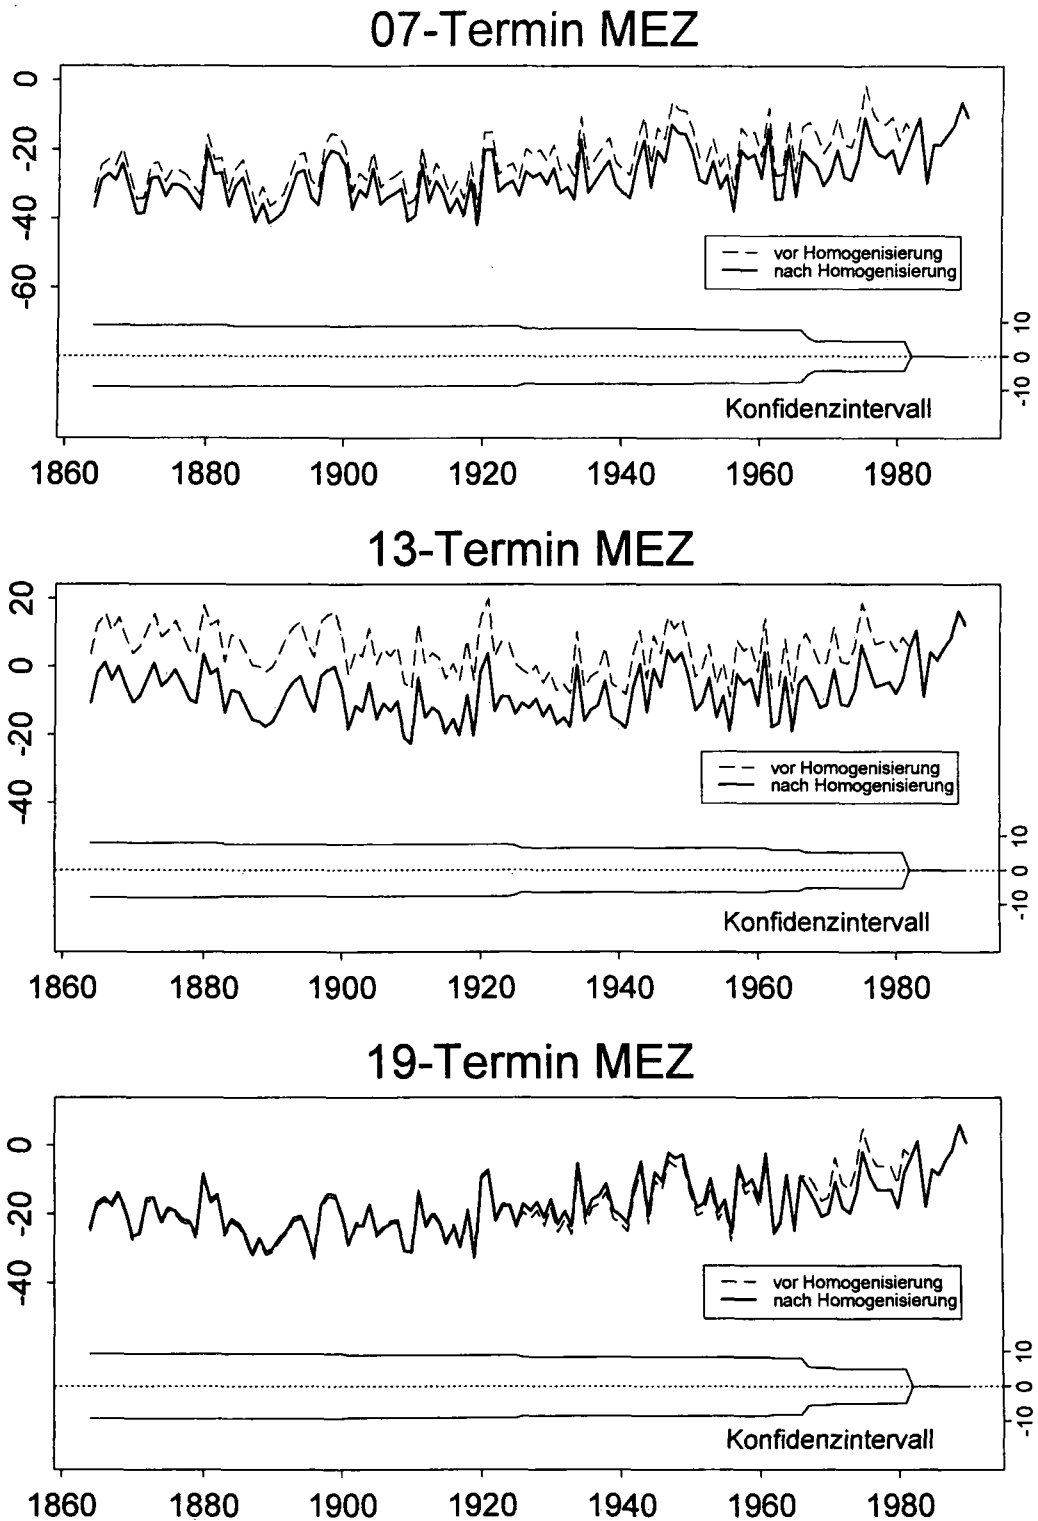 07-Termin MEZ
0
-20
-40
-60
vor Homogenisierung
nach Homogenisierung
10
0
-10
Konfidenzintervall
1860 1880 1900 1920 1940 1960 1980
13-Termin MEZ
20
0
-20
-40
vor Homogenisierung
nach Homogenisierung
10
0
-10
Konfidenzintervall
1860 1880 1900 1920 1940 1960 1980
19-Termin MEZ
0
-20
-40
vor Homogenisierung
nach Homogenisierung
10
0
-10
Konfidenzintervall
1860 1880 1900 1920 1940 1960 1980